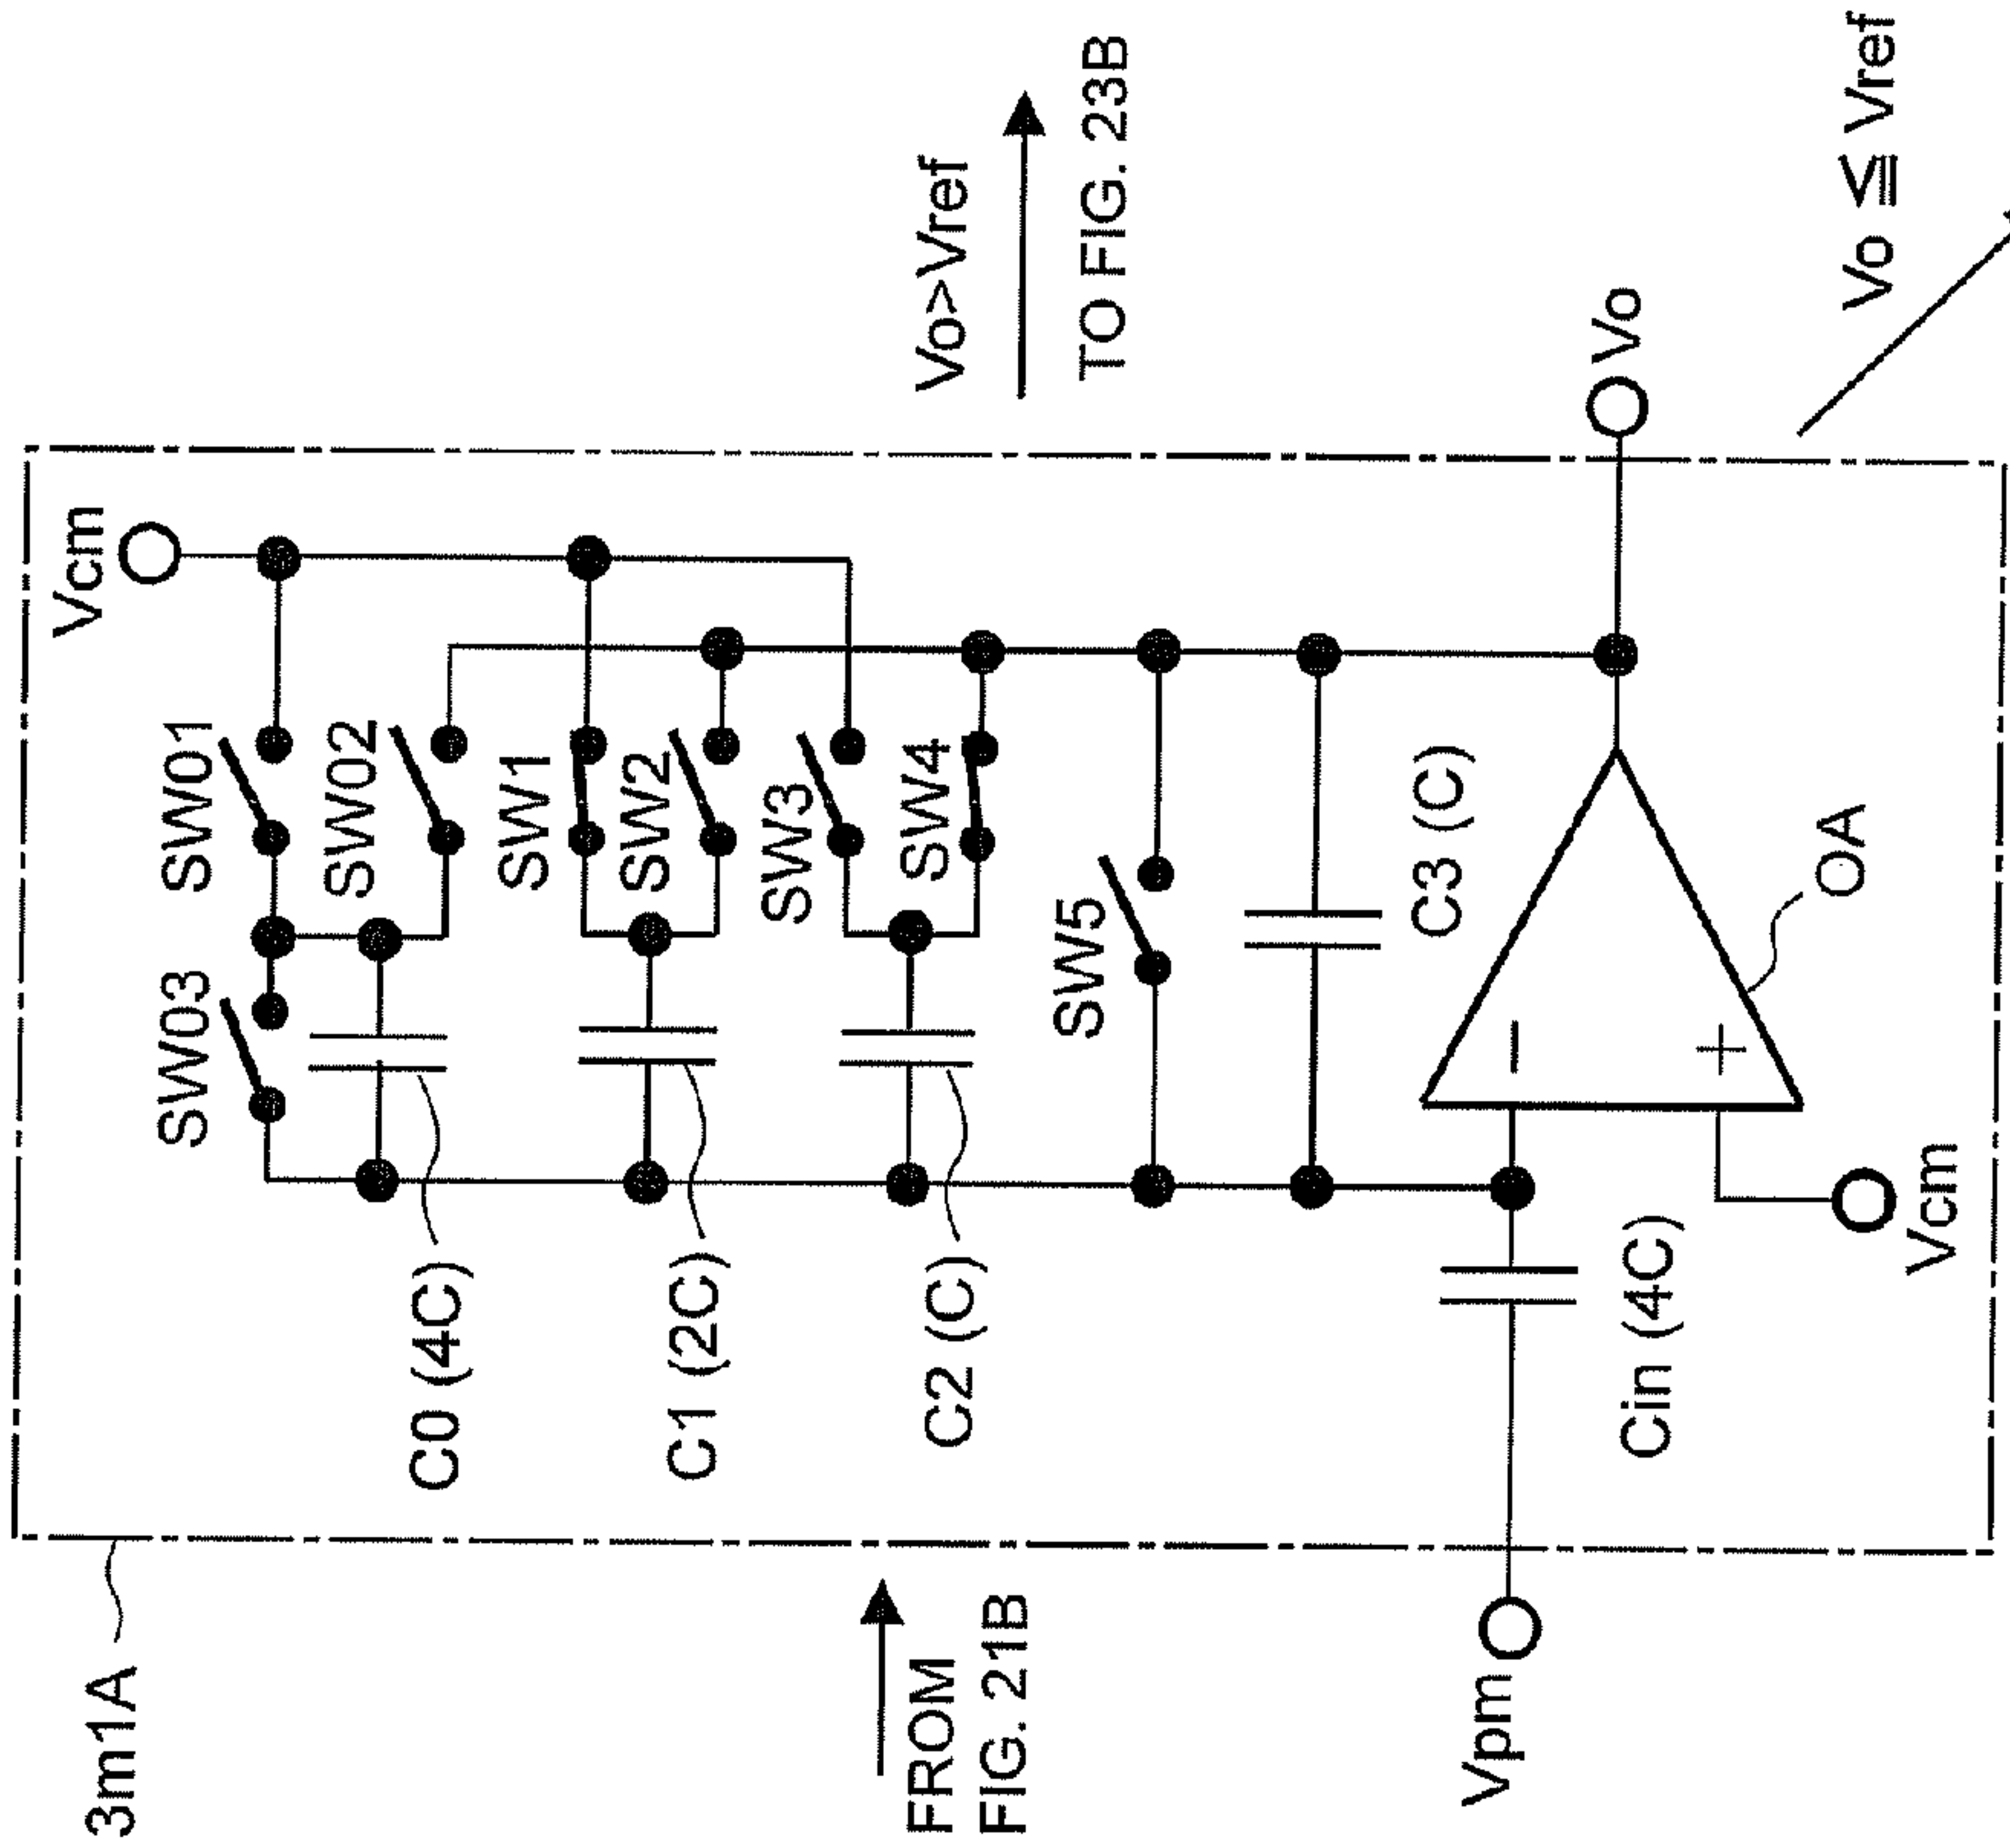 3m1A
Vcm
SW01
SW03
SW02
SW1
SW2
SW3
SW4
C0 (4C)
C1 (2C)
C2 (C)
SW5
C3 (C)
FROM
FIG. 21B
Vo>Vref
TO FIG. 23B
Vpm
Cin (4C)
−
+
OA
Vcm
Vo
Vo ≦ Vref